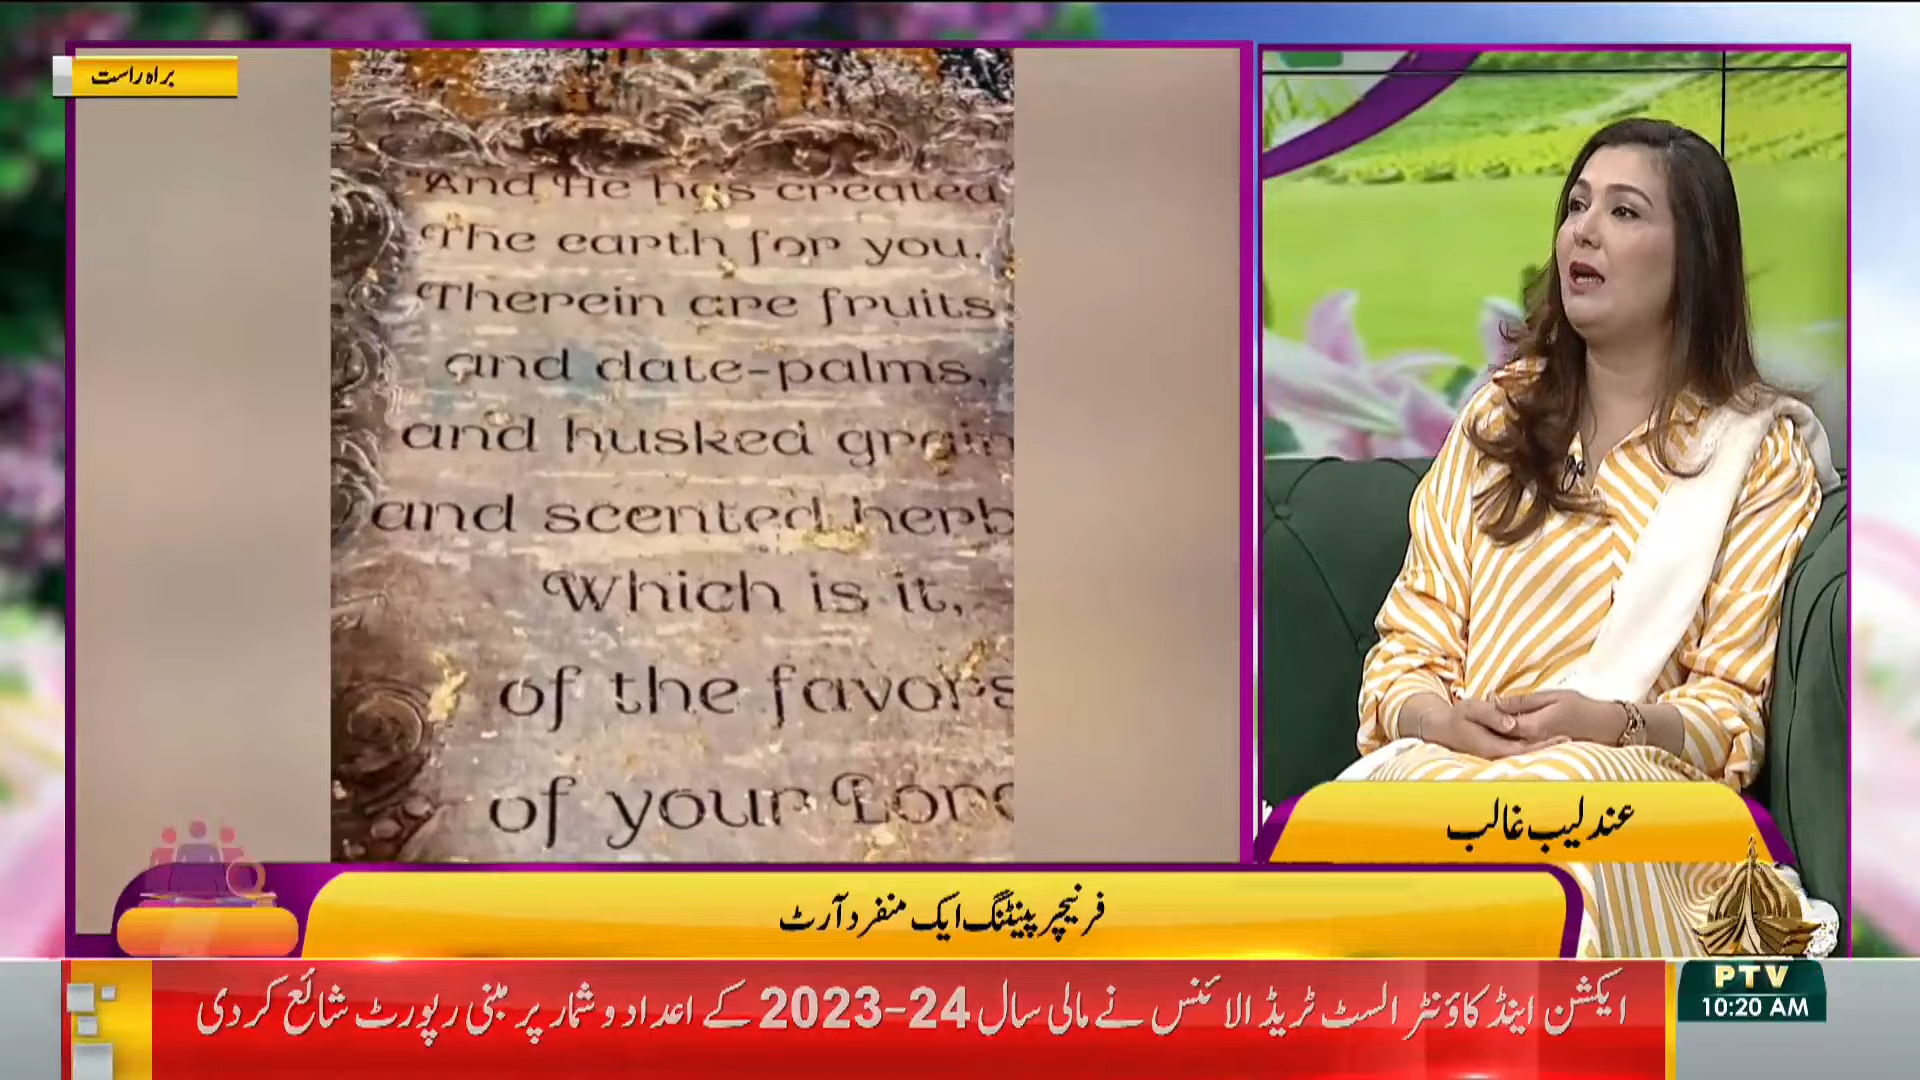 براہ راست
"And He has created
The earth for you.
Therein are fruits
and date-palms,
and husked grain
and scented herb
Which is it,
of the favors
of your Lord
عندلیب غالب
فرنیچر پینٹنگ ایک منفرد آرٹ
ایکشن اینڈ کاؤنٹر السٹ ٹریڈ الائنس نے مالی سال 24-2023 کے اعداد و شمار پر مبنی رپورٹ شائع کر دی
PTV
10:20 AM